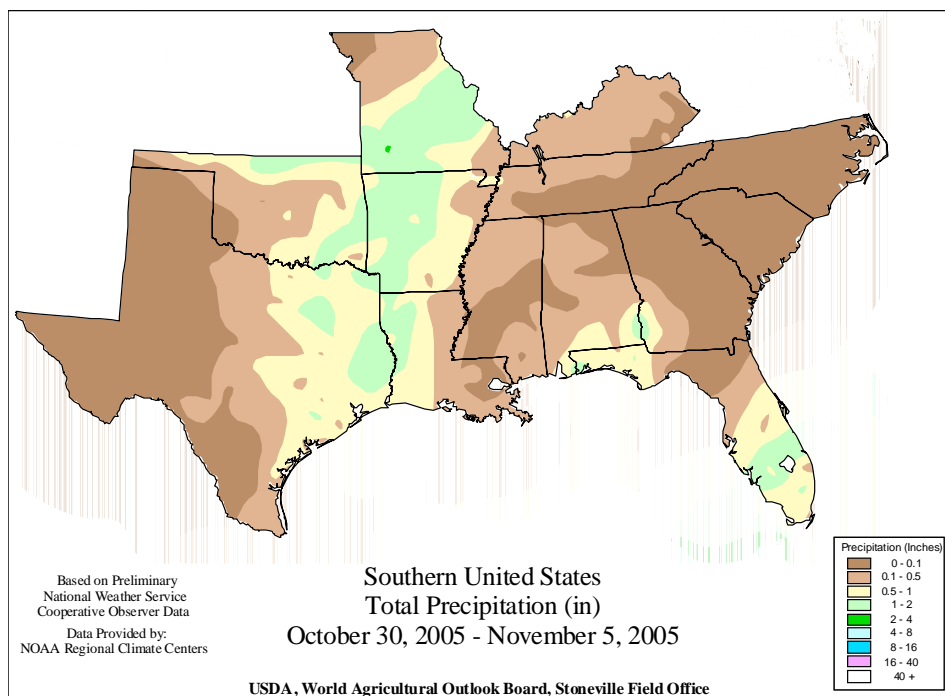 Precipitation (Inches)
0 - 0.1
0.1 - 0.5
0.5 - 1
1 - 2
2 - 4
4 - 8
8 - 16
16 - 40
40 +
Based on Preliminary
National Weather Service
Cooperative Observer Data
Data Provided by:
NOAA Regional Climate Centers
Southern United States
Total Precipitation (in)
October 30, 2005 - November 5, 2005
USDA, World Agricultural Outlook Board, Stoneville Field Office